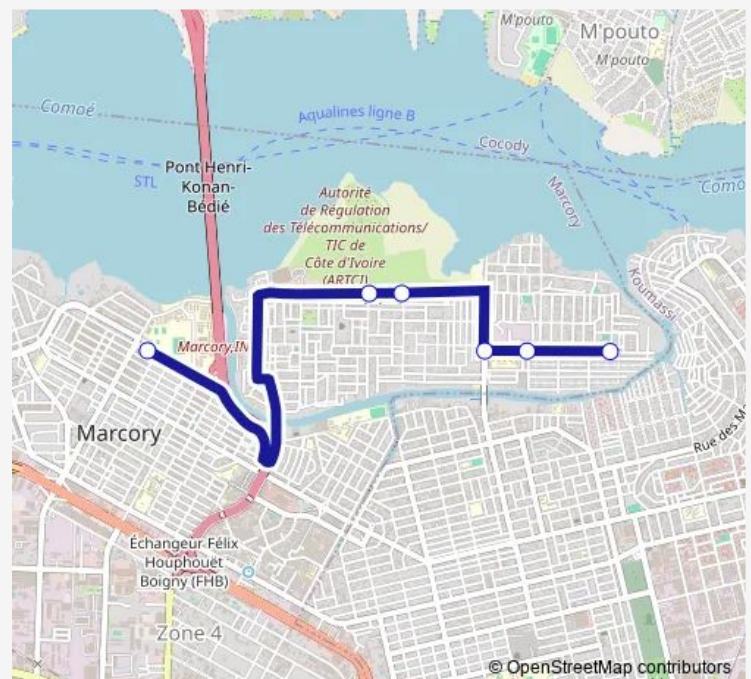 M'pouto
M'pouto
M'pouto
Comoé
Aqualines ligne B
Cocody
STL
Pont Henri-
Konan-
Bédié
Marcory
Como
Autorité
de Régulation
des Télécommunications/
TIC de
Côte d'Ivoire
(ARTCI)
Koumassi
Marcory,IN
Marcory
Rue des M
Échangeur Félix
Houphouët
Boigny (FHB)
Zone 4
© OpenStreetMap contributors